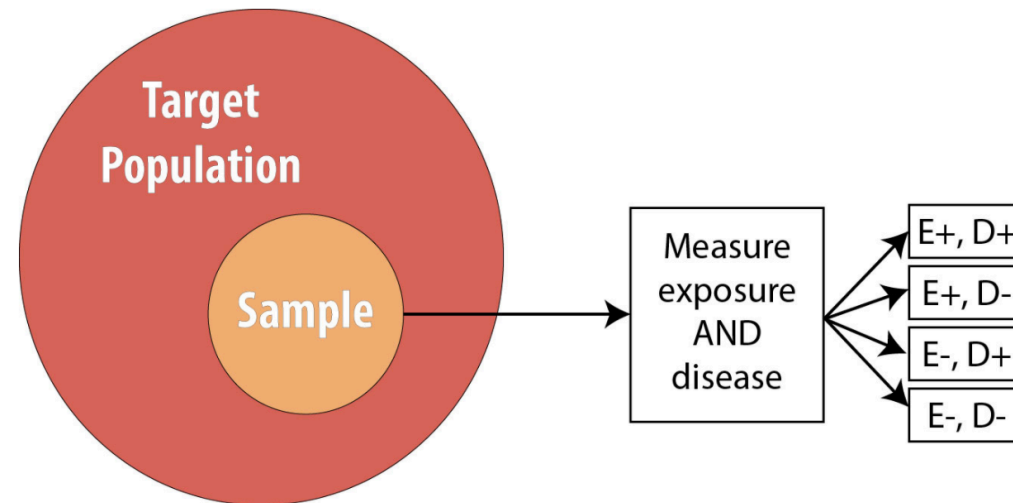 Target
Population
Sample
Measure
exposure
AND
disease
E+, D+
E+, D-
E-, D+
E-, D-